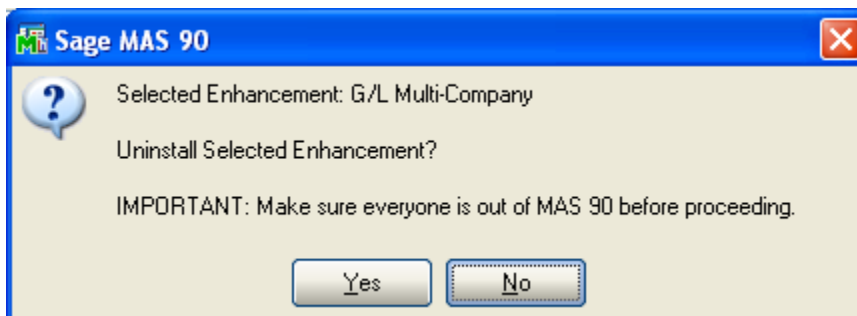 Sage MAS 90
Selected Enhancement: G/L Multi-Company
Uninstall Selected Enhancement?
IMPORTANT: Make sure everyone is out of MAS 90 before proceeding.
Yes No